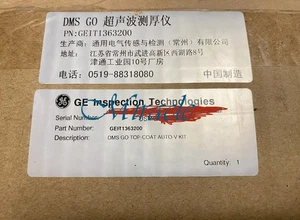 DMS GO 超声波测厚仪
PN:GEIT1363200
生产商：通用电气传感与检测（常州）有限公司
地址：江苏省常州市武进高新区西湖路8号
津通工业园10号厂房
电话：0519-88318080
中国制造
GE Inspection Technologies
Serial Number:
Part Number: GEIT1363200
Description: DMS GO TOP-COAT AUTO-V KIT
Quantity: 1